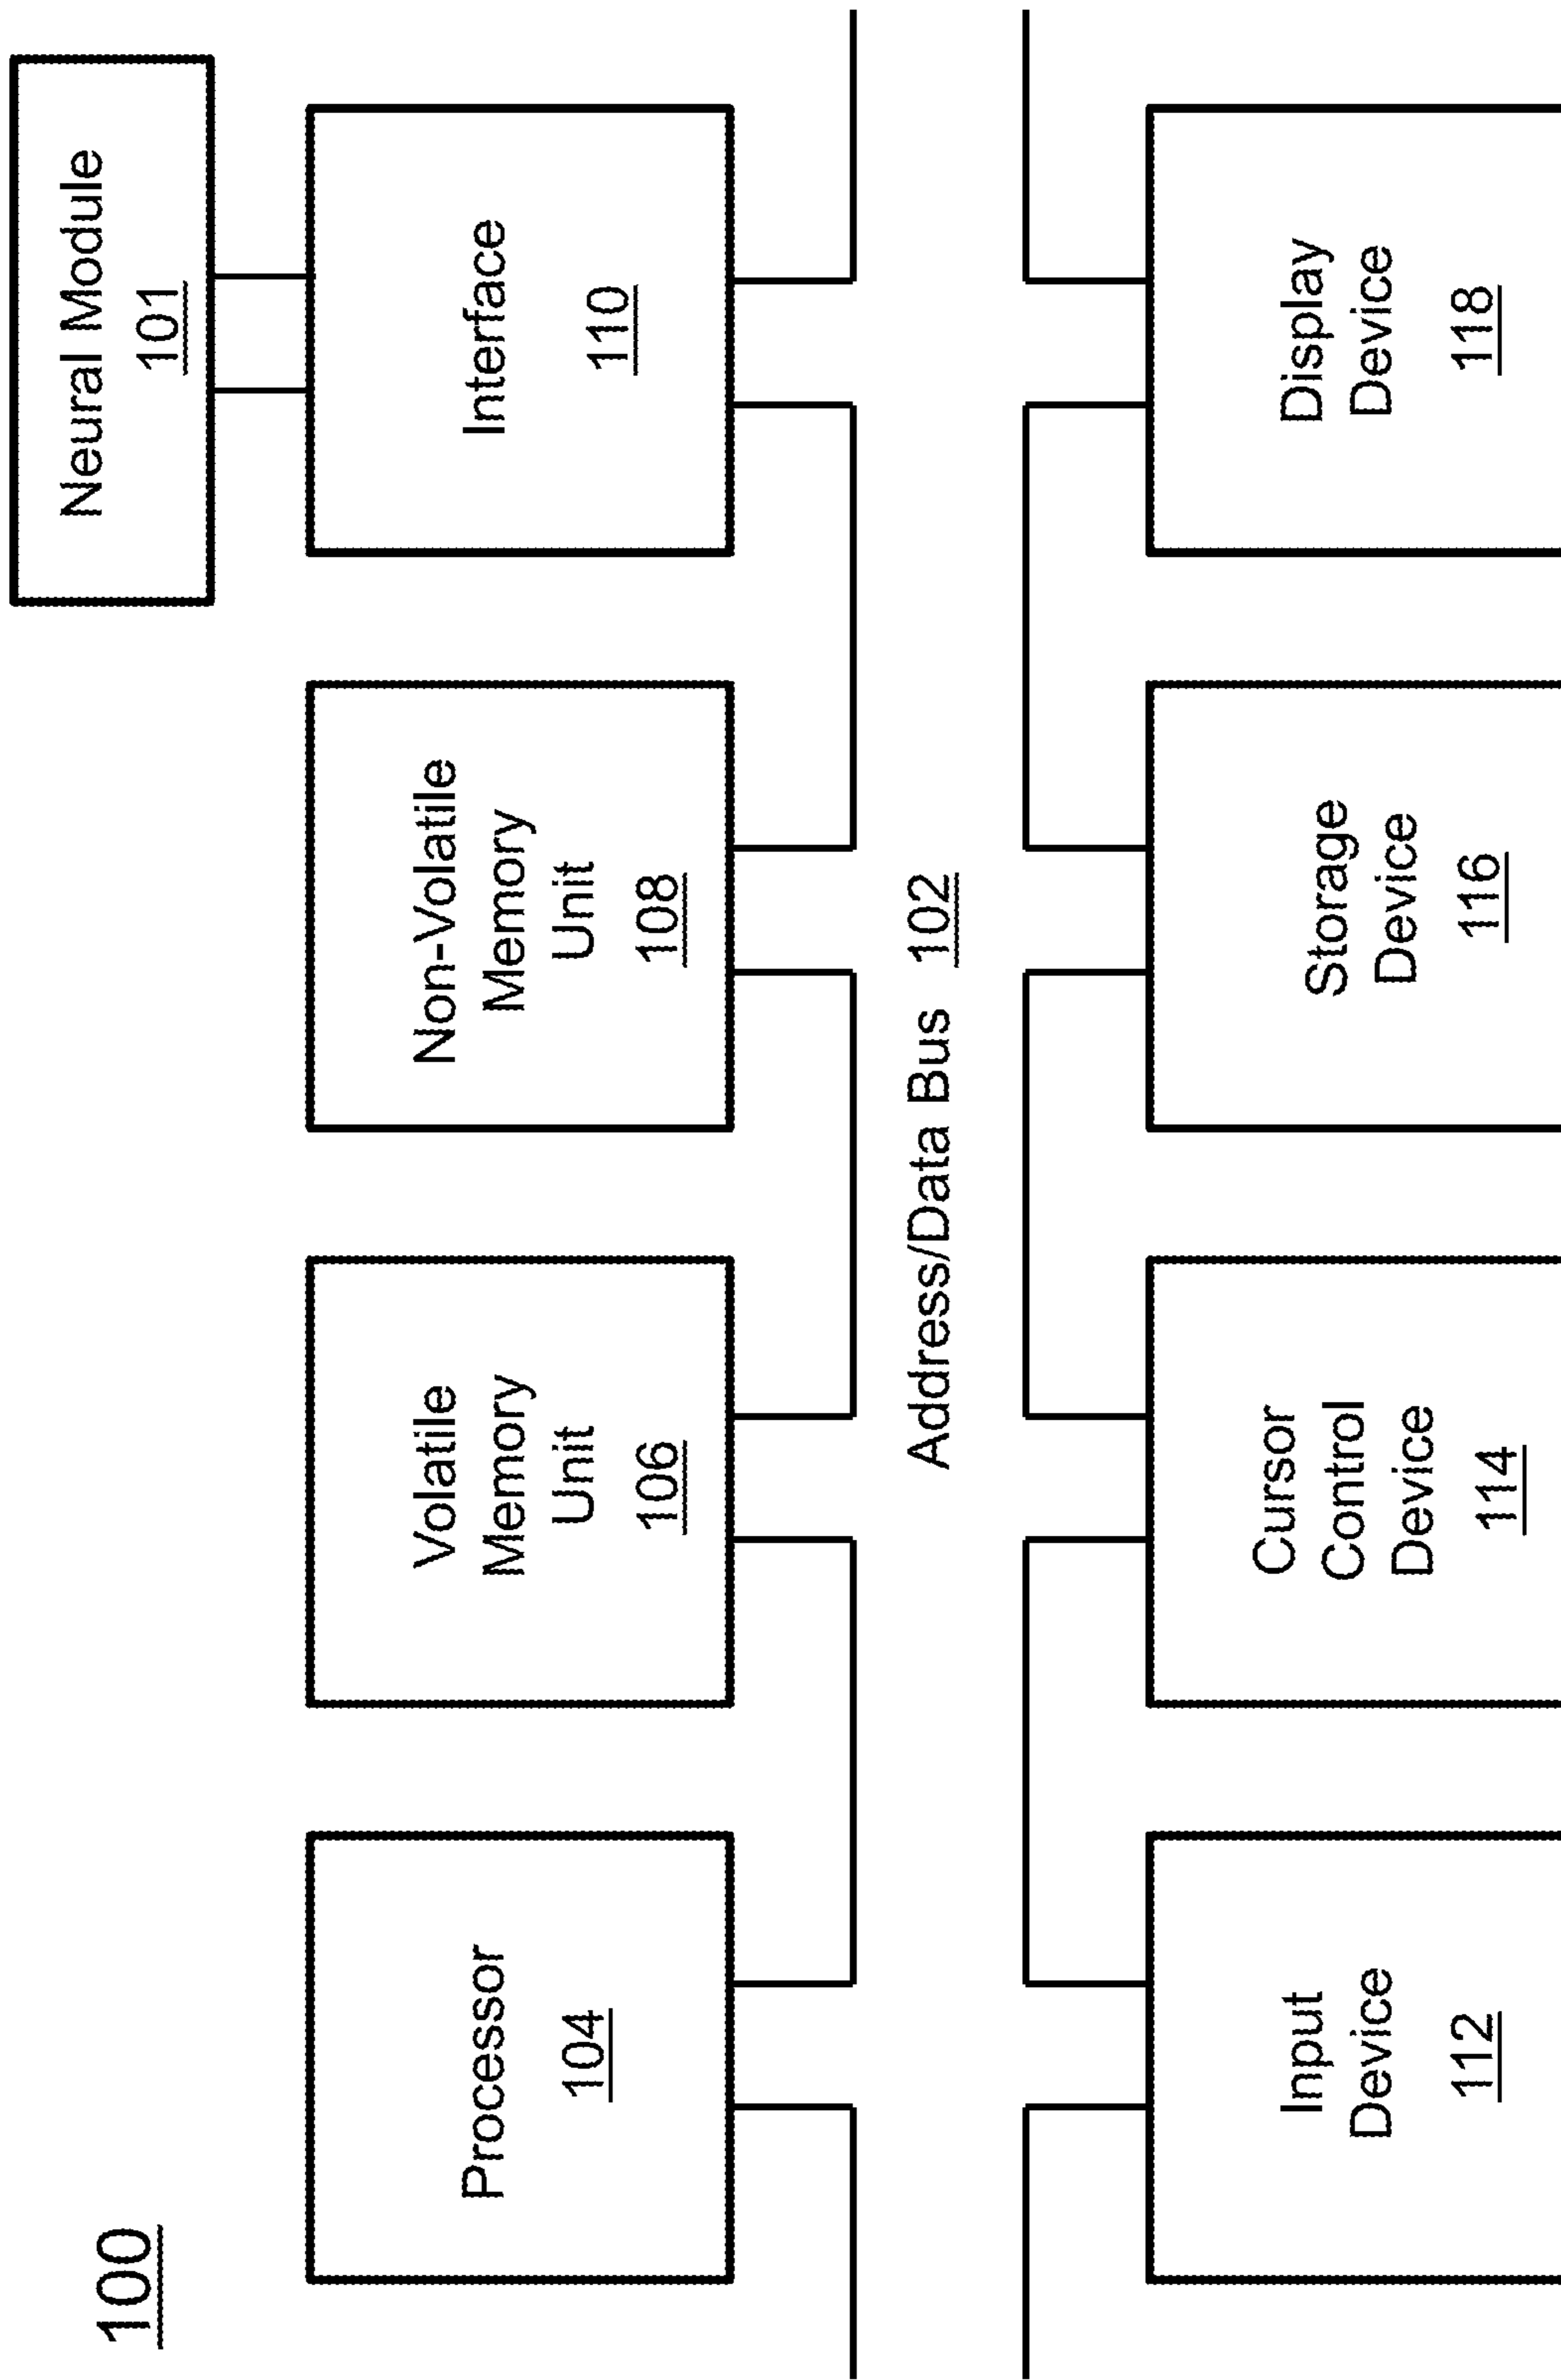 100
Neural Module
101
Processor
104
Volatile
Memory
Unit
106
Non-Volatile
Memory
Unit
108
Interface
110
Address/Data Bus 102
Input
Device
112
Cursor
Control
Device
114
Storage
Device
116
Display
Device
118